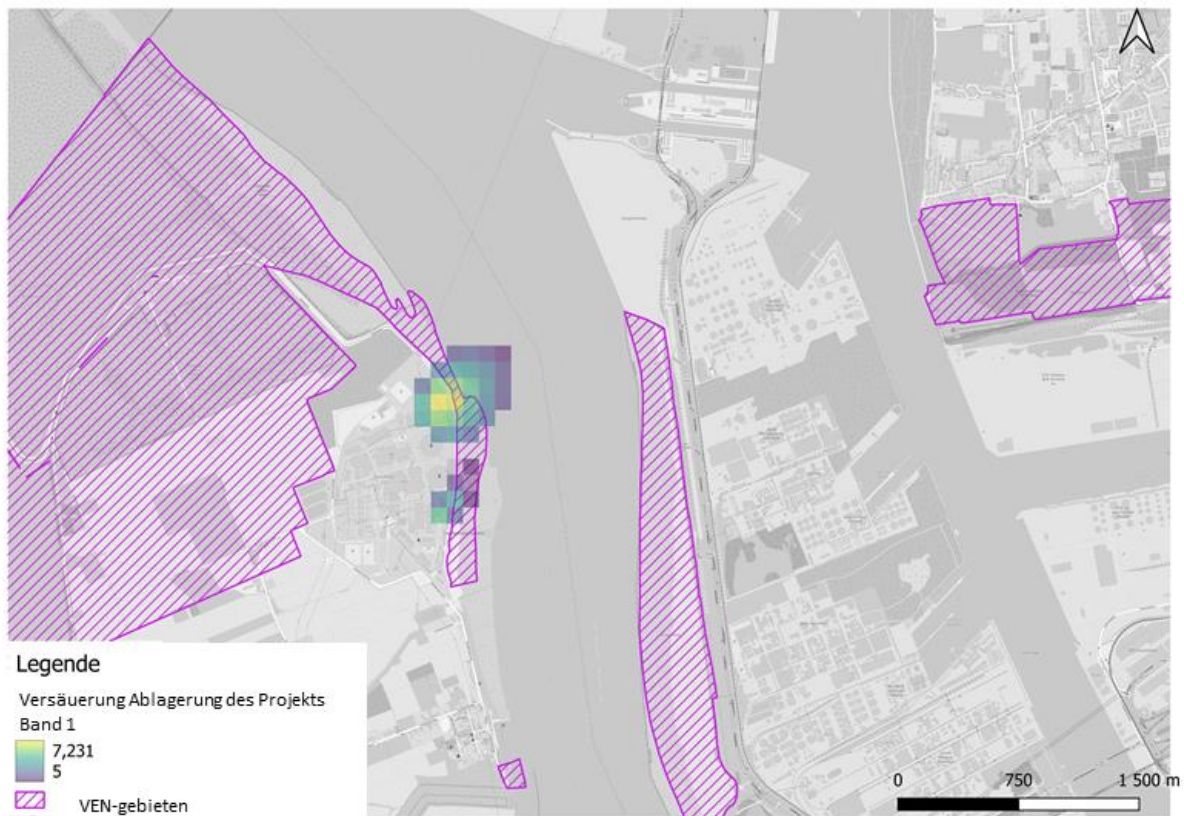 Legende
Versäuerung Ablagerung des Projekts
Band 1
7,231
5
VEN-gebieten
0 750 1 500 m